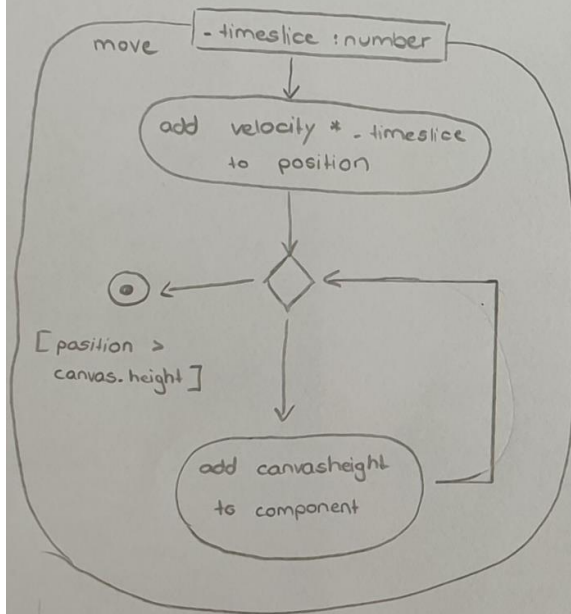 move
- timeslice : number
add velocity * - timeslice
to position
[position >
canvas.height]
add canvasheight
to component